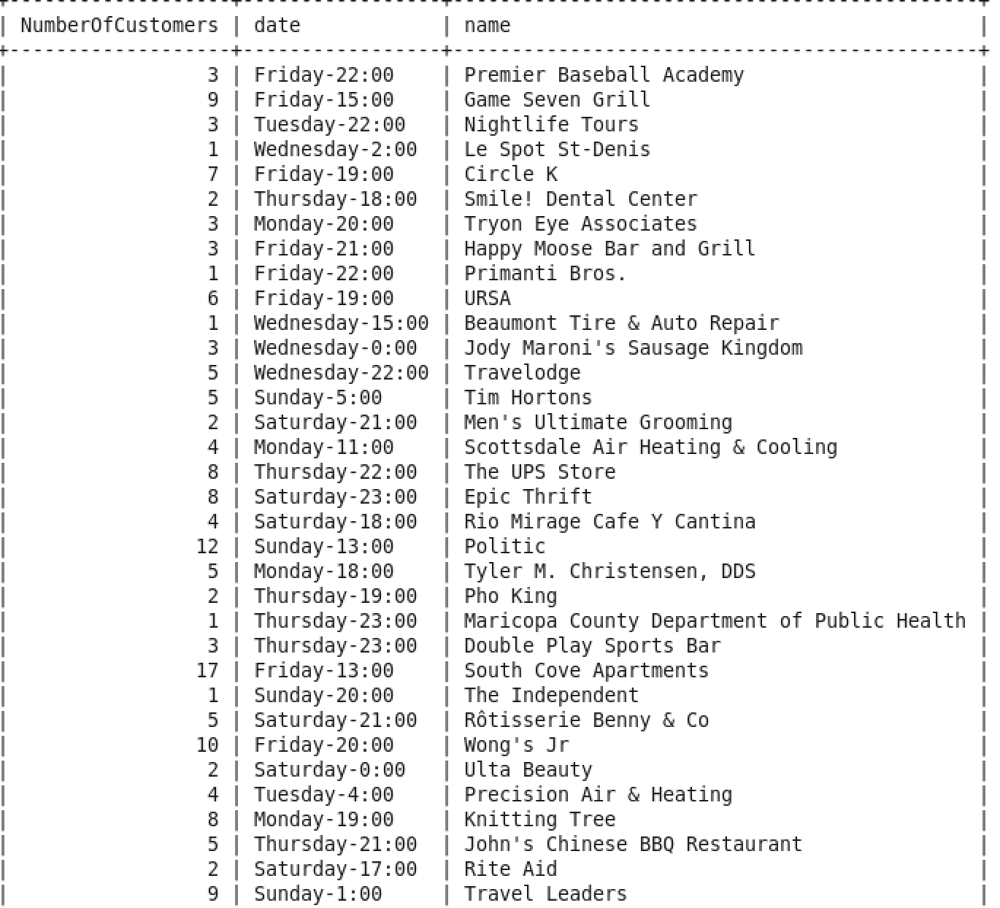 | NumberOfCustomers | date | name |
| 3 | Friday-22:00 | Premier Baseball Academy |
| 9 | Friday-15:00 | Game Seven Grill |
| 3 | Tuesday-22:00 | Nightlife Tours |
| 1 | Wednesday-2:00 | Le Spot St-Denis |
| 7 | Friday-19:00 | Circle K |
| 2 | Thursday-18:00 | Smile! Dental Center |
| 3 | Monday-20:00 | Tryon Eye Associates |
| 3 | Friday-21:00 | Happy Moose Bar and Grill |
| 1 | Friday-22:00 | Primanti Bros. |
| 6 | Friday-19:00 | URSA |
| 1 | Wednesday-15:00 | Beaumont Tire & Auto Repair |
| 3 | Wednesday-0:00 | Jody Maroni's Sausage Kingdom |
| 5 | Wednesday-22:00 | Travelodge |
| 5 | Sunday-5:00 | Tim Hortons |
| 2 | Saturday-21:00 | Men's Ultimate Grooming |
| 4 | Monday-11:00 | Scottsdale Air Heating & Cooling |
| 8 | Thursday-22:00 | The UPS Store |
| 8 | Saturday-23:00 | Epic Thrift |
| 4 | Saturday-18:00 | Rio Mirage Cafe Y Cantina |
| 12 | Sunday-13:00 | Politic |
| 5 | Monday-18:00 | Tyler M. Christensen, DDS |
| 2 | Thursday-19:00 | Pho King |
| 1 | Thursday-23:00 | Maricopa County Department of Public Health |
| 3 | Thursday-23:00 | Double Play Sports Bar |
| 17 | Friday-13:00 | South Cove Apartments |
| 1 | Sunday-20:00 | The Independent |
| 5 | Saturday-21:00 | Rôtisserie Benny & Co |
| 10 | Friday-20:00 | Wong's Jr |
| 2 | Saturday-0:00 | Ulta Beauty |
| 4 | Tuesday-4:00 | Precision Air & Heating |
| 8 | Monday-19:00 | Knitting Tree |
| 5 | Thursday-21:00 | John's Chinese BBQ Restaurant |
| 2 | Saturday-17:00 | Rite Aid |
| 9 | Sunday-1:00 | Travel Leaders |